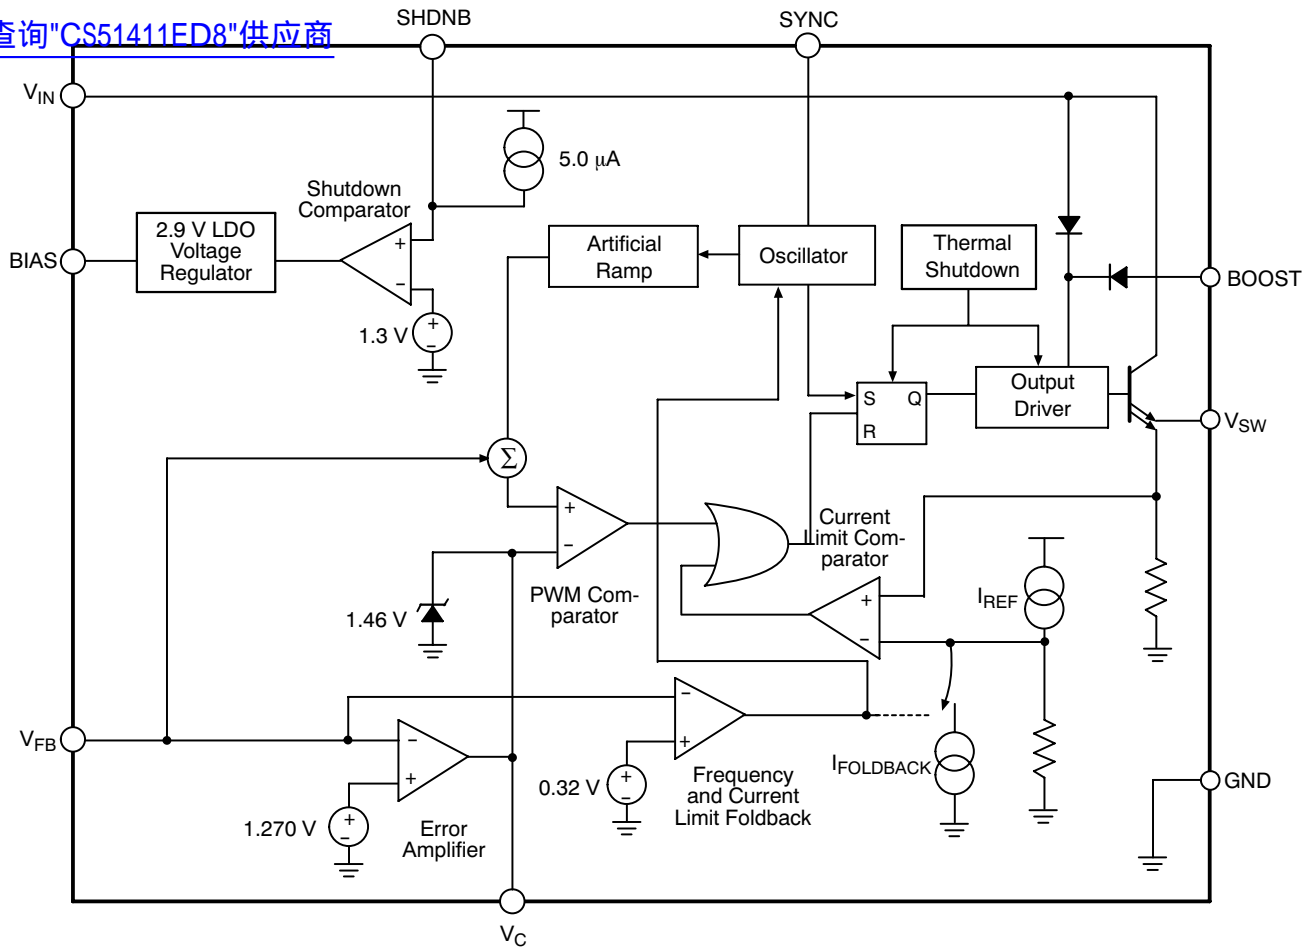 查询"CS51411ED8"供应商
SHDNB
SYNC
VIN
5.0 μA
Shutdown
Comparator
2.9 V LDO
Voltage
Regulator
BIAS
+
−
1.3 V
+
−
Artificial
Ramp
Oscillator
Thermal
Shutdown
BOOST
S Q
R
Output
Driver
VSW
Σ
+
−
PWM Com-
parator
1.46 V
Current
Limit Com-
parator
+
−
IREF
VFB
−
+
1.270 V
+
−
Error
Amplifier
−
+
0.32 V
+
−
Frequency
and Current
Limit Foldback
IFOLDBACK
GND
VC